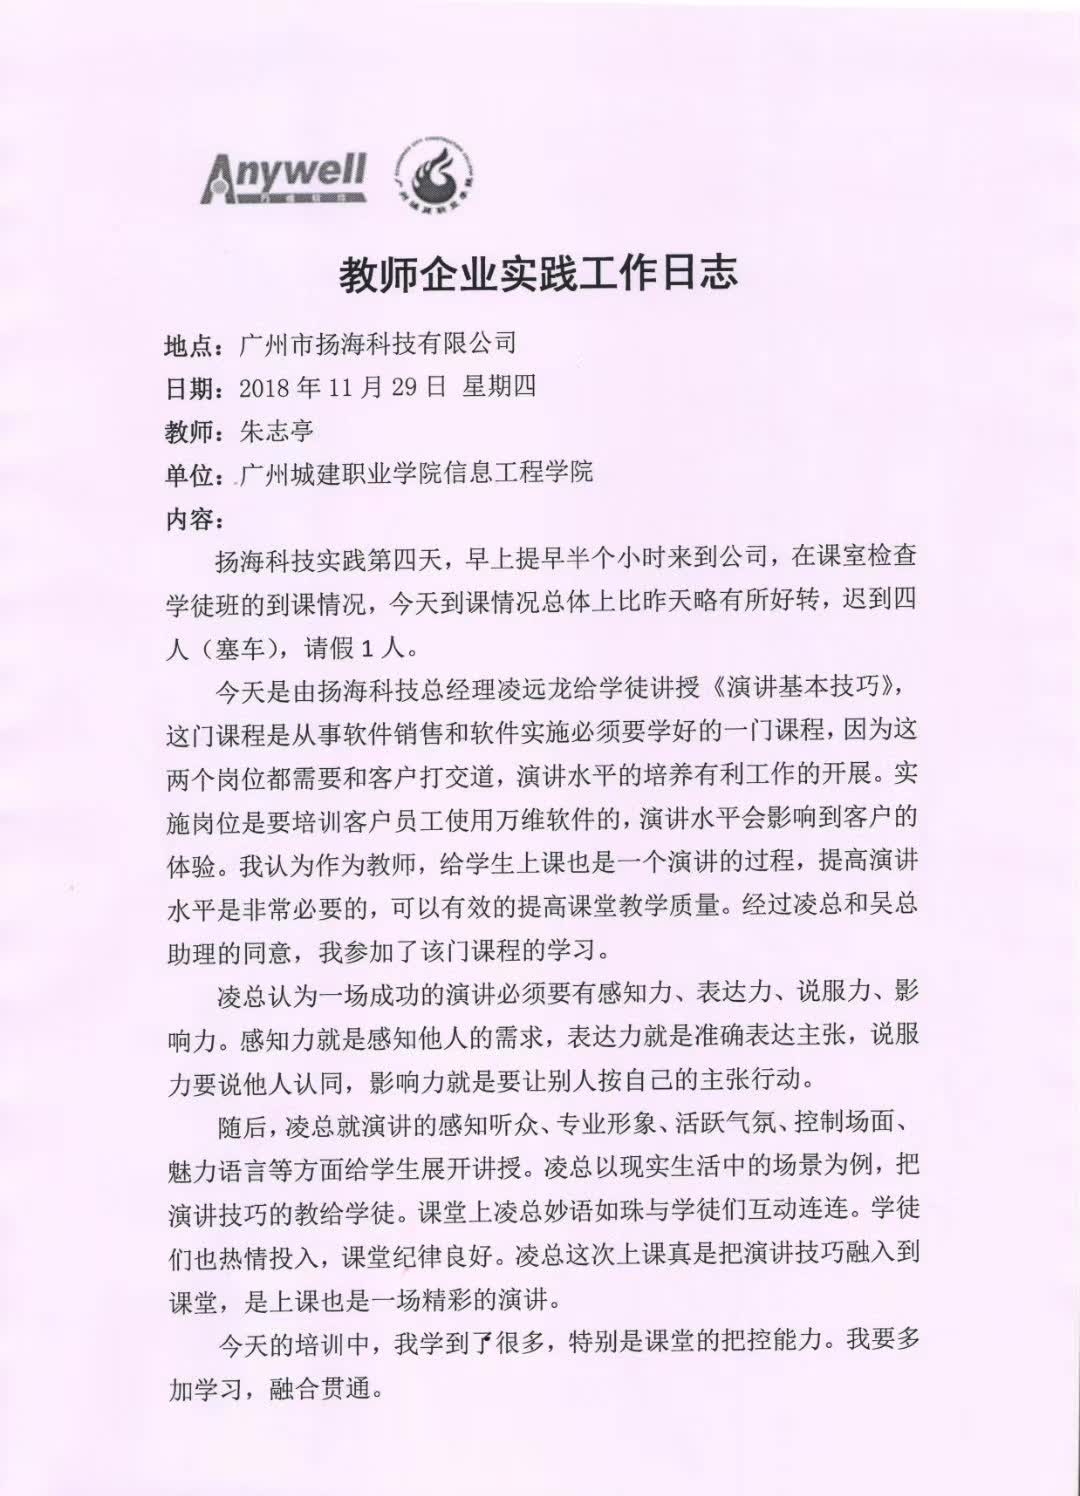 Anywell
教师企业实践工作日志
地点：广州市扬海科技有限公司
日期：2018 年 11 月 29 日 星期四
教师：朱志亭
单位：广州城建职业学院信息工程学院
内容：
扬海科技实践第四天，早上提早半个小时来到公司，在课室检查
学徒班的到课情况，今天到课情况总体上比昨天略有所好转，迟到四
人（塞车），请假 1 人。
今天是由扬海科技总经理凌远龙给学徒讲授《演讲基本技巧》，
这门课程是从事软件销售和软件实施必须要学好的一门课程，因为这
两个岗位都需要和客户打交道，演讲水平的培养有利工作的开展。实
施岗位是要培训客户员工使用万维软件的，演讲水平会影响到客户的
体验。我认为作为教师，给学生上课也是一个演讲的过程，提高演讲
水平是非常必要的，可以有效的提高课堂教学质量。经过凌总和吴总
助理的同意，我参加了该门课程的学习。
凌总认为一场成功的演讲必须要有感知力、表达力、说服力、影
响力。感知力就是感知他人的需求，表达力就是准确表达主张，说服
力要说他人认同，影响力就是要让别人按自己的主张行动。
随后，凌总就演讲的感知听众、专业形象、活跃气氛、控制场面、
魅力语言等方面给学生展开讲授。凌总以现实生活中的场景为例，把
演讲技巧的教给学徒。课堂上凌总妙语如珠与学徒们互动连连。学徒
们也热情投入，课堂纪律良好。凌总这次上课真是把演讲技巧融入到
课堂，是上课也是一场精彩的演讲。
今天的培训中，我学到了很多，特别是课堂的把控能力。我要多
加学习，融合贯通。